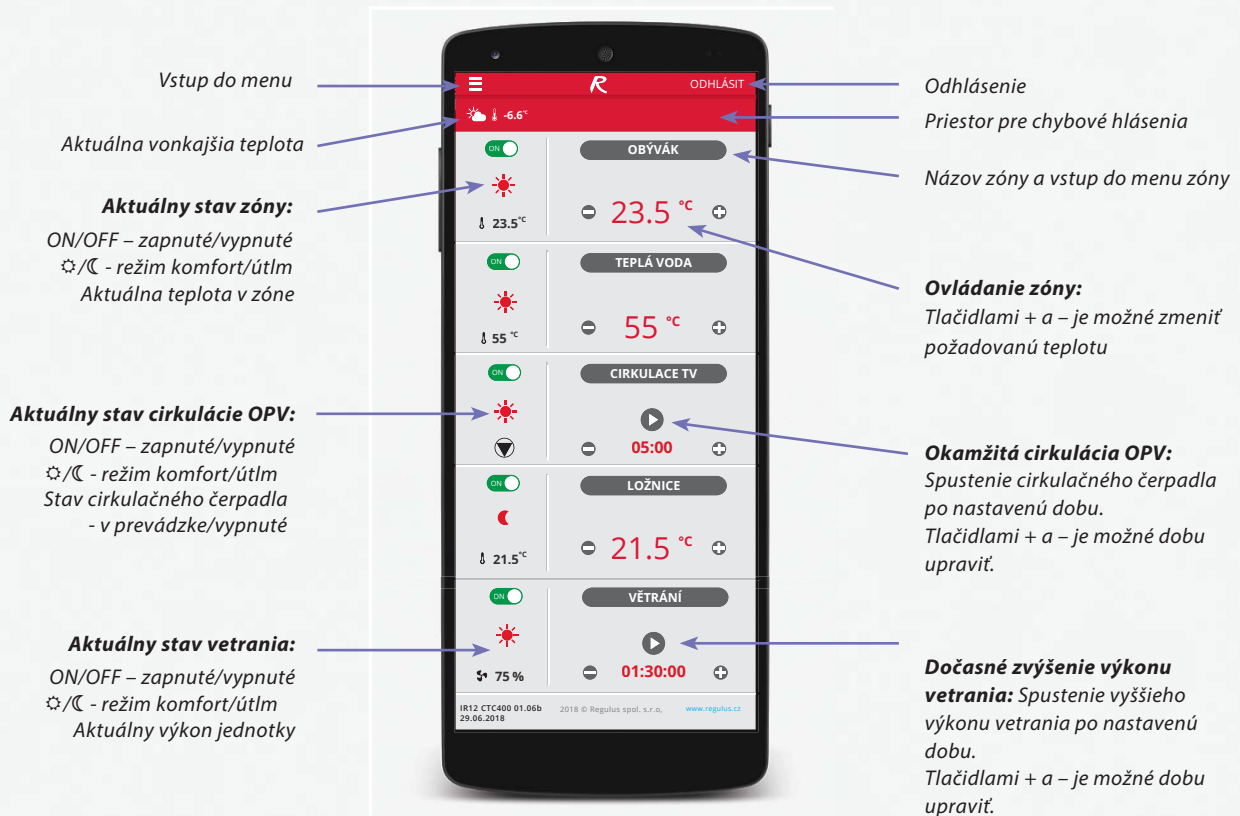 Vstup do menu
Aktuálna vonkajšia teplota
Aktuálny stav zóny:
ON/OFF – zapnuté/vypnuté
☼/☾ - režim komfort/útlm
Aktuálna teplota v zóne
Aktuálny stav cirkulácie OPV:
ON/OFF – zapnuté/vypnuté
☼/☾ - režim komfort/útlm
Stav cirkulačného čerpadla
- v prevádzke/vypnuté
Aktuálny stav vetrania:
ON/OFF – zapnuté/vypnuté
☼/☾ - režim komfort/útlm
Aktuálny výkon jednotky
R ODHLÁSIT
-6.6°C
ON OBÝVÁK
23.5 °C
23.5°C
ON TEPLÁ VODA
55 °C
55 °C
ON CIRKULACE TV
05:00
ON LOŽNICE
21.5 °C
21.5°C
ON VĚTRÁNÍ
75 % 01:30:00
IR12 CTC400 01.06b 2018 © Regulus spol. s.r.o, www.regulus.cz
29.06.2018
Odhlásenie
Priestor pre chybové hlásenia
Názov zóny a vstup do menu zóny
Ovládanie zóny:
Tlačidlami + a – je možné zmeniť
požadovanú teplotu
Okamžitá cirkulácia OPV:
Spustenie cirkulačného čerpadla
po nastavenú dobu.
Tlačidlami + a – je možné dobu
upraviť.
Dočasné zvýšenie výkonu
vetrania: Spustenie vyššieho
výkonu vetrania po nastavenú
dobu.
Tlačidlami + a – je možné dobu
upraviť.